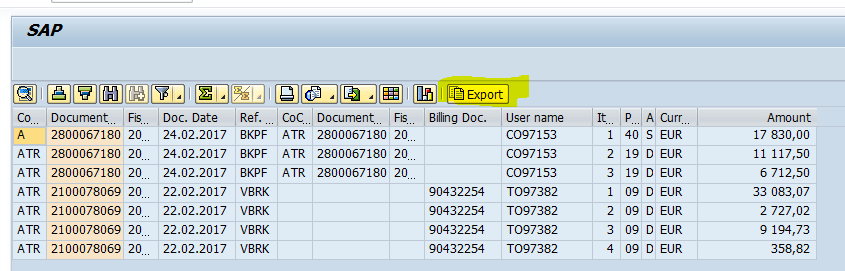 SAP
Export
Co... Document... Fis... Doc. Date Ref. ... CoC... Document... Fis... Billing Doc. User name It... P... A Curr... Amount
A 2800067180 20... 24.02.2017 BKPF ATR 2800067180 20... CO97153 1 40 S EUR 17 830,00
ATR 2800067180 20... 24.02.2017 BKPF ATR 2800067180 20... CO97153 2 19 D EUR 11 117,50
ATR 2800067180 20... 24.02.2017 BKPF ATR 2800067180 20... CO97153 3 19 D EUR 6 712,50
ATR 2100078069 20... 22.02.2017 VBRK 90432254 TO97382 1 09 D EUR 33 083,07
ATR 2100078069 20... 22.02.2017 VBRK 90432254 TO97382 2 09 D EUR 2 727,02
ATR 2100078069 20... 22.02.2017 VBRK 90432254 TO97382 3 09 D EUR 9 194,73
ATR 2100078069 20... 22.02.2017 VBRK 90432254 TO97382 4 09 D EUR 358,82